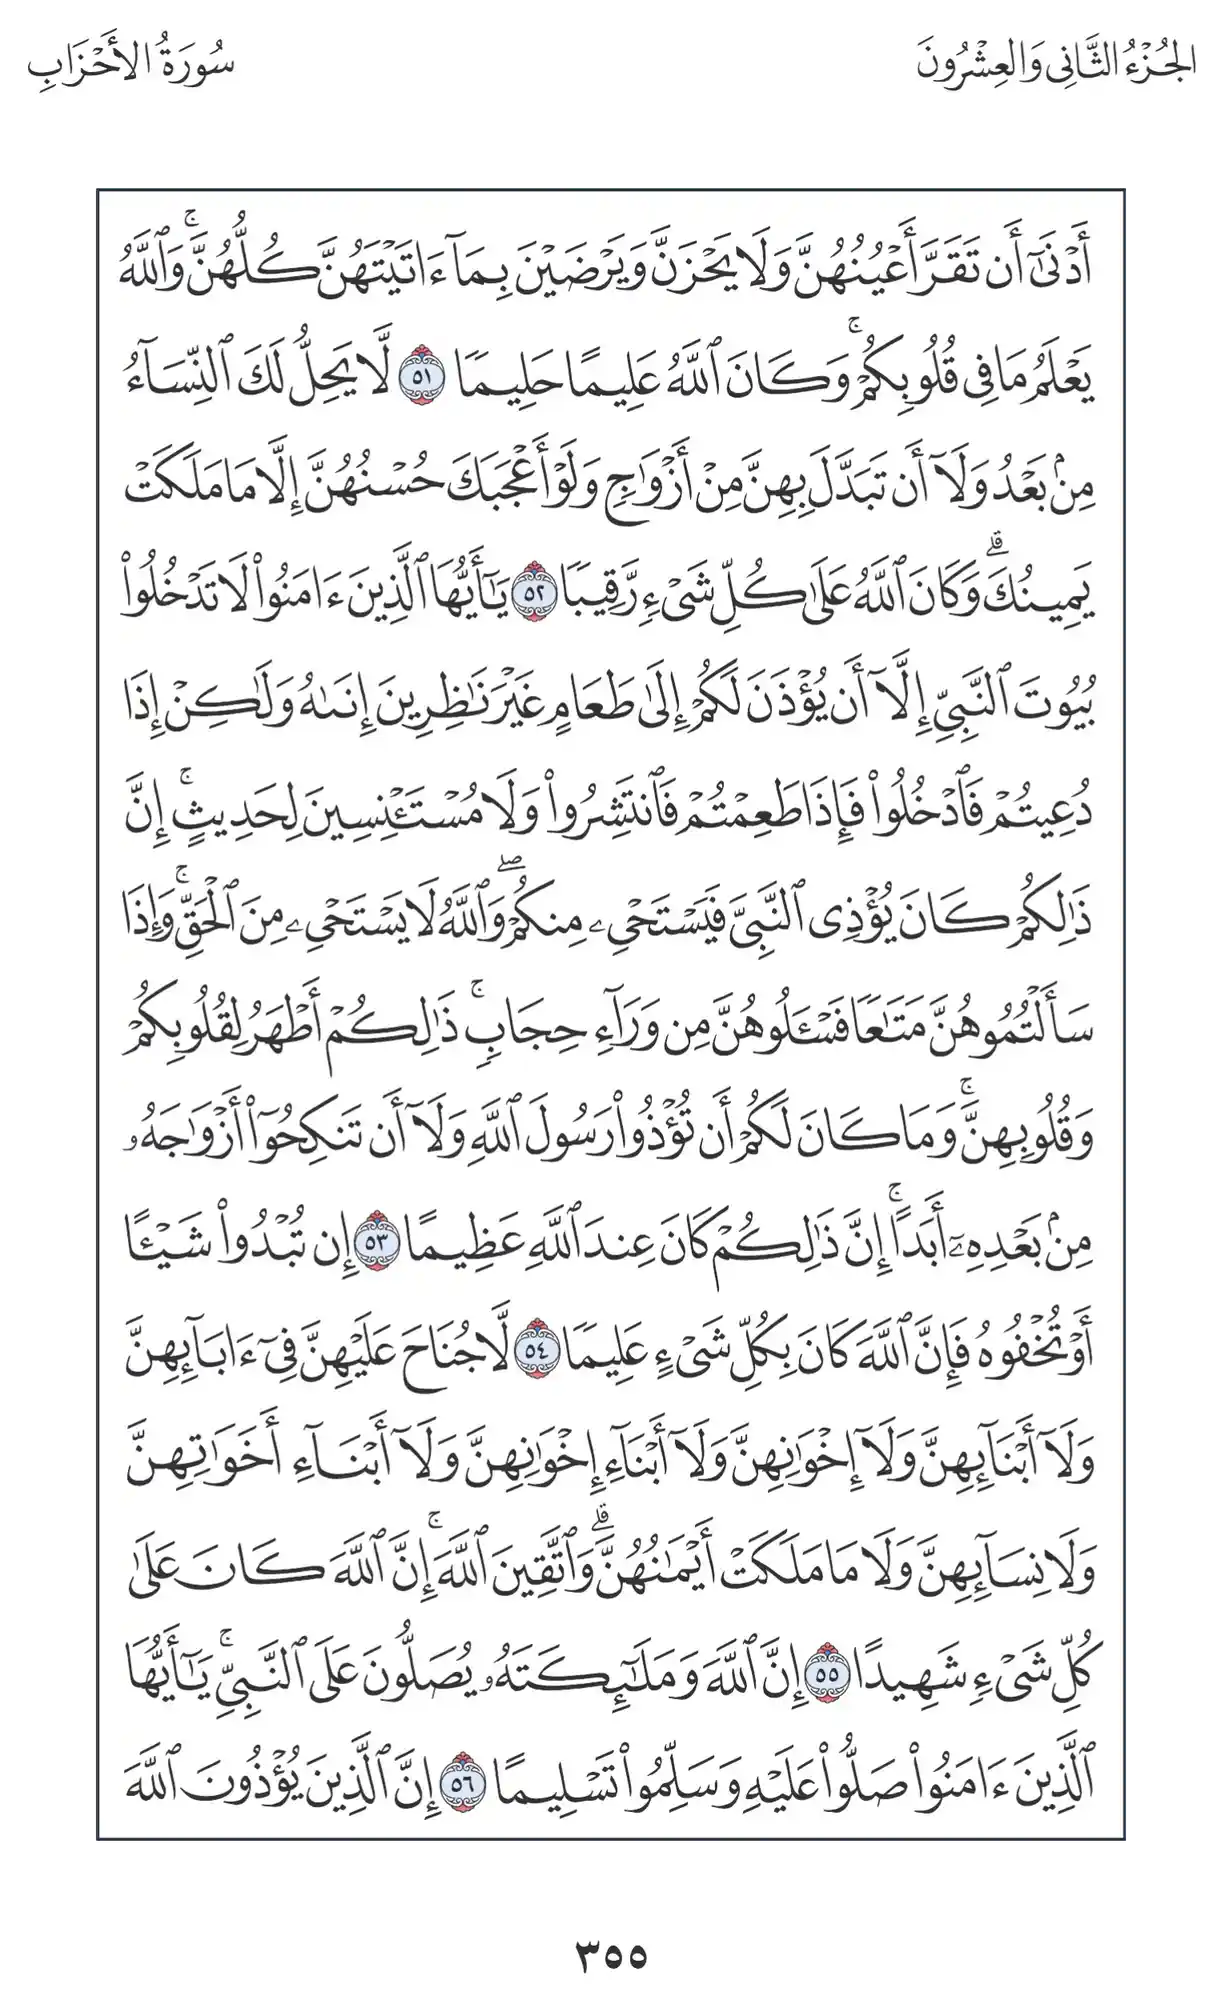 الجُزْءُ الثَّانِي وَالعِشْرُونَ
سُورَةُ الأَحْزَابِ
أَدْنَىٰٓ أَن تَقَرَّ أَعْيُنُهُنَّ وَلَا يَحْزَنَّ وَيَرْضَيْنَ بِمَآ ءَاتَيْتَهُنَّ كُلُّهُنَّۚ وَٱللَّهُ
يَعْلَمُ مَا فِي قُلُوبِكُمْۚ وَكَانَ ٱللَّهُ عَلِيمًا حَلِيمًا ٥١ لَّا يَحِلُّ لَكَ ٱلنِّسَآءُ
مِنۢ بَعْدُ وَلَآ أَن تَبَدَّلَ بِهِنَّ مِنْ أَزْوَٰجٍ وَلَوْ أَعْجَبَكَ حُسْنُهُنَّ إِلَّا مَا مَلَكَتْ
يَمِينُكَۗ وَكَانَ ٱللَّهُ عَلَىٰ كُلِّ شَيْءٍ رَّقِيبًا ٥٢ يَٰٓأَيُّهَا ٱلَّذِينَ ءَامَنُوا۟ لَا تَدْخُلُوا۟
بُيُوتَ ٱلنَّبِيِّ إِلَّآ أَن يُؤْذَنَ لَكُمْ إِلَىٰ طَعَامٍ غَيْرَ نَٰظِرِينَ إِنَىٰهُ وَلَٰكِنْ إِذَا
دُعِيتُمْ فَٱدْخُلُوا۟ فَإِذَا طَعِمْتُمْ فَٱنتَشِرُوا۟ وَلَا مُسْتَـْٔنِسِينَ لِحَدِيثٍۚ إِنَّ
ذَٰلِكُمْ كَانَ يُؤْذِي ٱلنَّبِيَّ فَيَسْتَحْيِۦ مِنكُمْۖ وَٱللَّهُ لَا يَسْتَحْيِۦ مِنَ ٱلْحَقِّۚ وَإِذَا
سَأَلْتُمُوهُنَّ مَتَٰعًا فَسْـَٔلُوهُنَّ مِن وَرَآءِ حِجَابٍۚ ذَٰلِكُمْ أَطْهَرُ لِقُلُوبِكُمْ
وَقُلُوبِهِنَّۚ وَمَا كَانَ لَكُمْ أَن تُؤْذُوا۟ رَسُولَ ٱللَّهِ وَلَآ أَن تَنكِحُوٓا۟ أَزْوَٰجَهُۥ
مِنۢ بَعْدِهِۦٓ أَبَدًاۚ إِنَّ ذَٰلِكُمْ كَانَ عِندَ ٱللَّهِ عَظِيمًا ٥٣ إِن تُبْدُوا۟ شَيْـًٔا
أَوْ تُخْفُوهُ فَإِنَّ ٱللَّهَ كَانَ بِكُلِّ شَيْءٍ عَلِيمًا ٥٤ لَّا جُنَاحَ عَلَيْهِنَّ فِيٓ ءَابَآئِهِنَّ
وَلَآ أَبْنَآئِهِنَّ وَلَآ إِخْوَٰنِهِنَّ وَلَآ أَبْنَآءِ إِخْوَٰنِهِنَّ وَلَآ أَبْنَآءِ أَخَوَٰتِهِنَّ
وَلَا نِسَآئِهِنَّ وَلَا مَا مَلَكَتْ أَيْمَٰنُهُنَّۗ وَٱتَّقِينَ ٱللَّهَۚ إِنَّ ٱللَّهَ كَانَ عَلَىٰ
كُلِّ شَيْءٍ شَهِيدًا ٥٥ إِنَّ ٱللَّهَ وَمَلَٰٓئِكَتَهُۥ يُصَلُّونَ عَلَى ٱلنَّبِيِّۚ يَٰٓأَيُّهَا
ٱلَّذِينَ ءَامَنُوا۟ صَلُّوا۟ عَلَيْهِ وَسَلِّمُوا۟ تَسْلِيمًا ٥٦ إِنَّ ٱلَّذِينَ يُؤْذُونَ ٱللَّهَ
٣٥٥